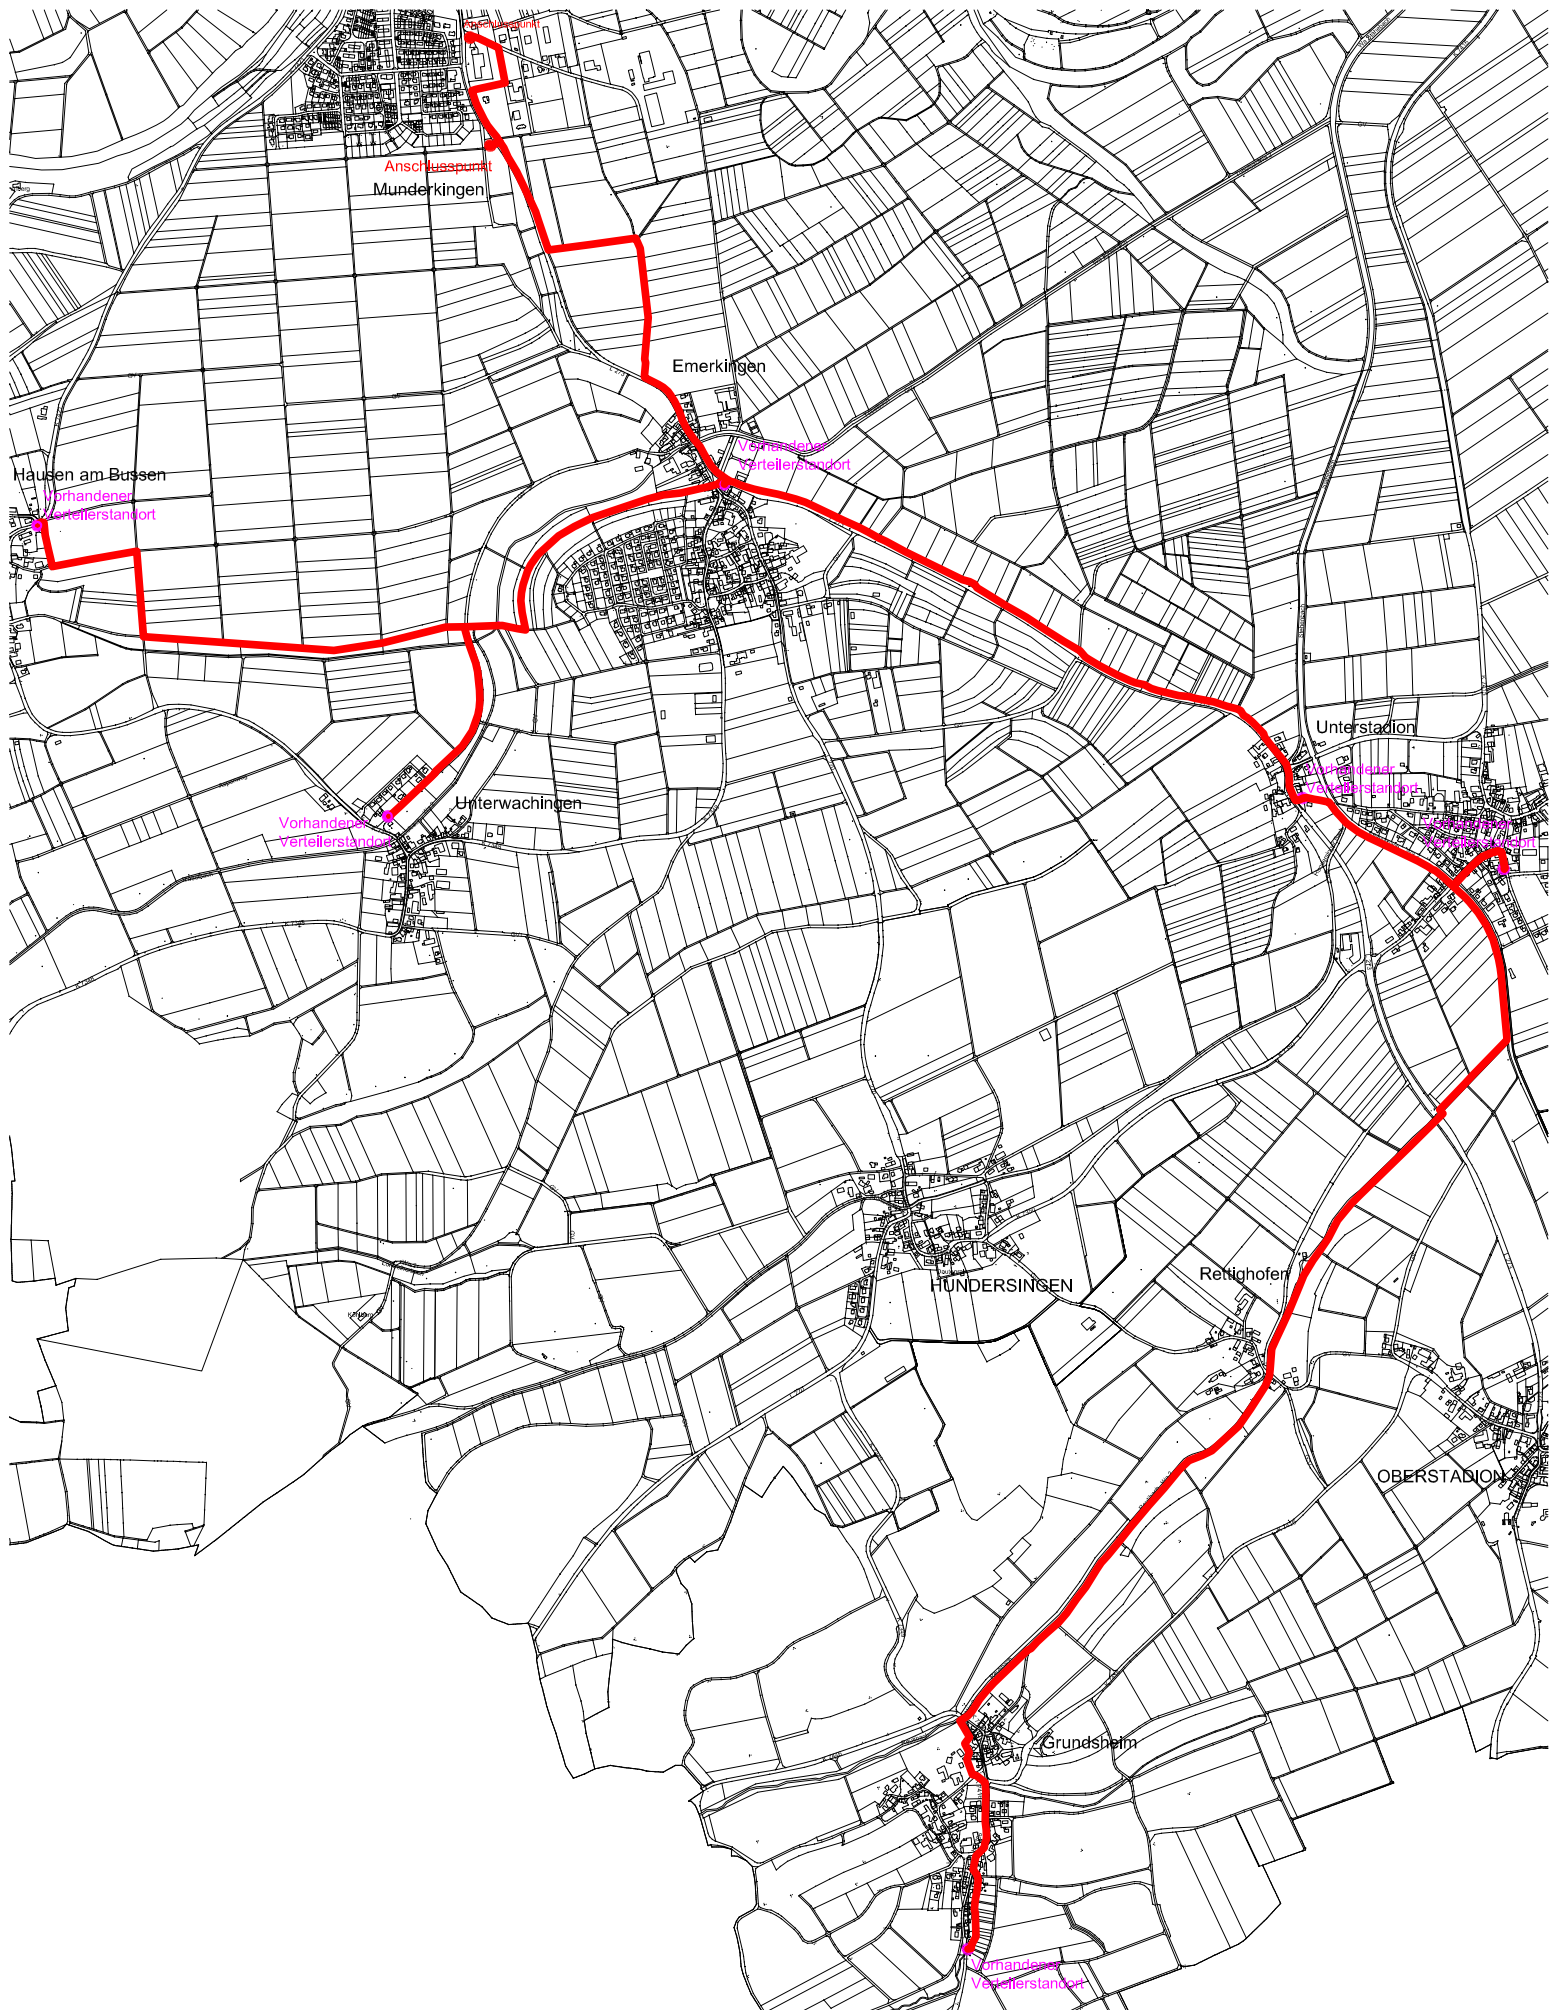 Anschlusspunkt
Anschlusspunkt
Munderkingen
Emerkingen
Vorhandener
Verteilerstandort
Hausen am Bussen
Vorhandener
Verteilerstandort
Unterstadion
Vorhandener
Verteilerstandort
Unterwachingen
Vorhandener
Verteilerstandort
Vorhandener
Verteilerstandort
Rettighofen
HUNDERSINGEN
OBERSTADION
Grundsheim
Vorhandener
Verteilerstandort